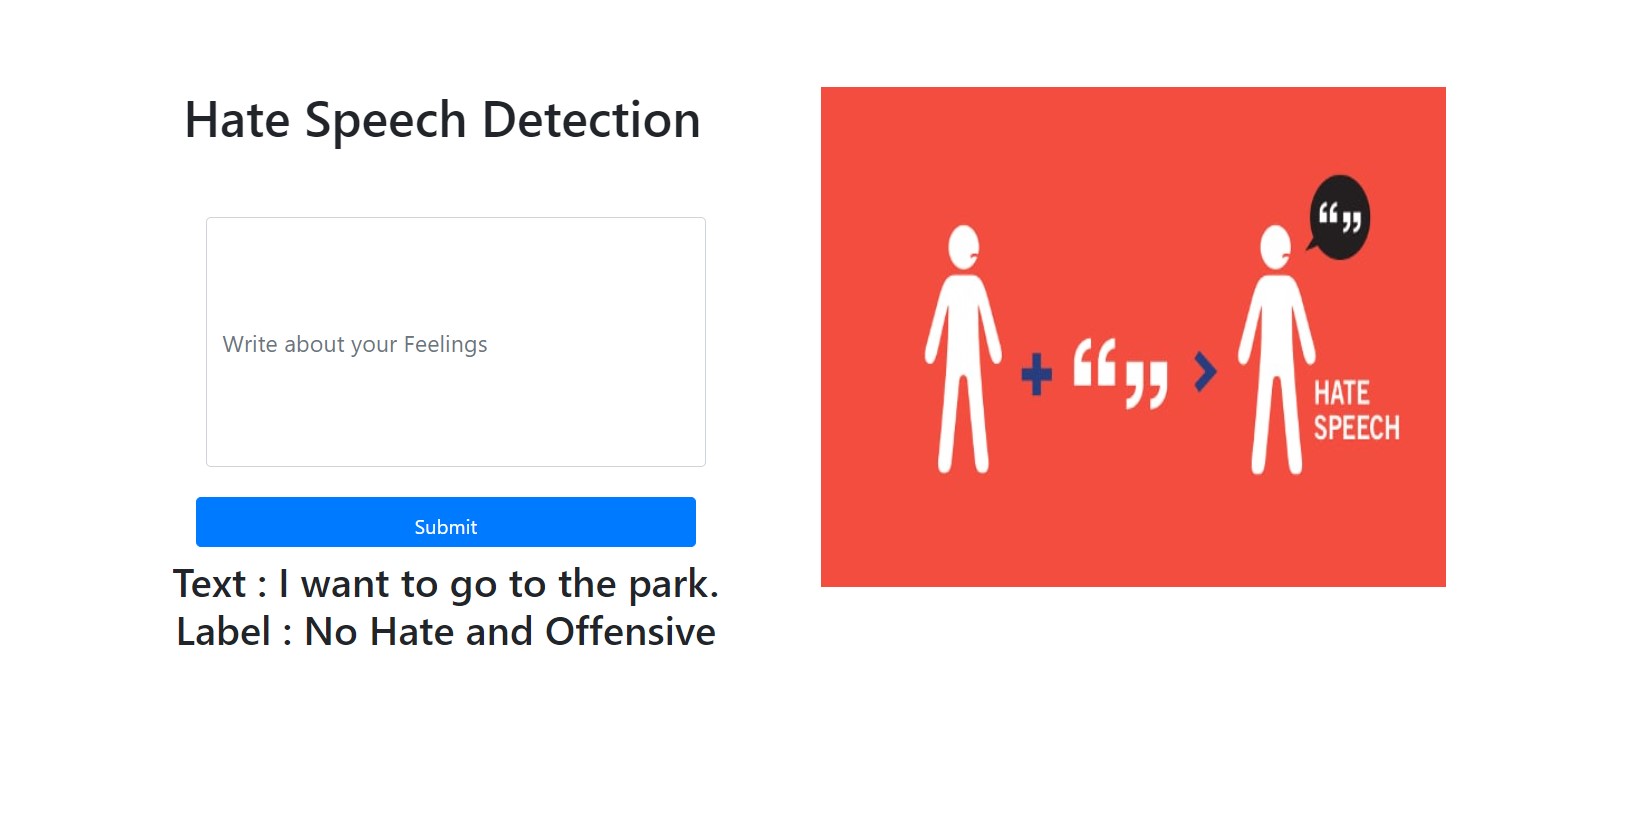 Hate Speech Detection
Write about your Feelings
Submit
Text : I want to go to the park.
Label : No Hate and Offensive
“ ”
“ ”
HATE
SPEECH